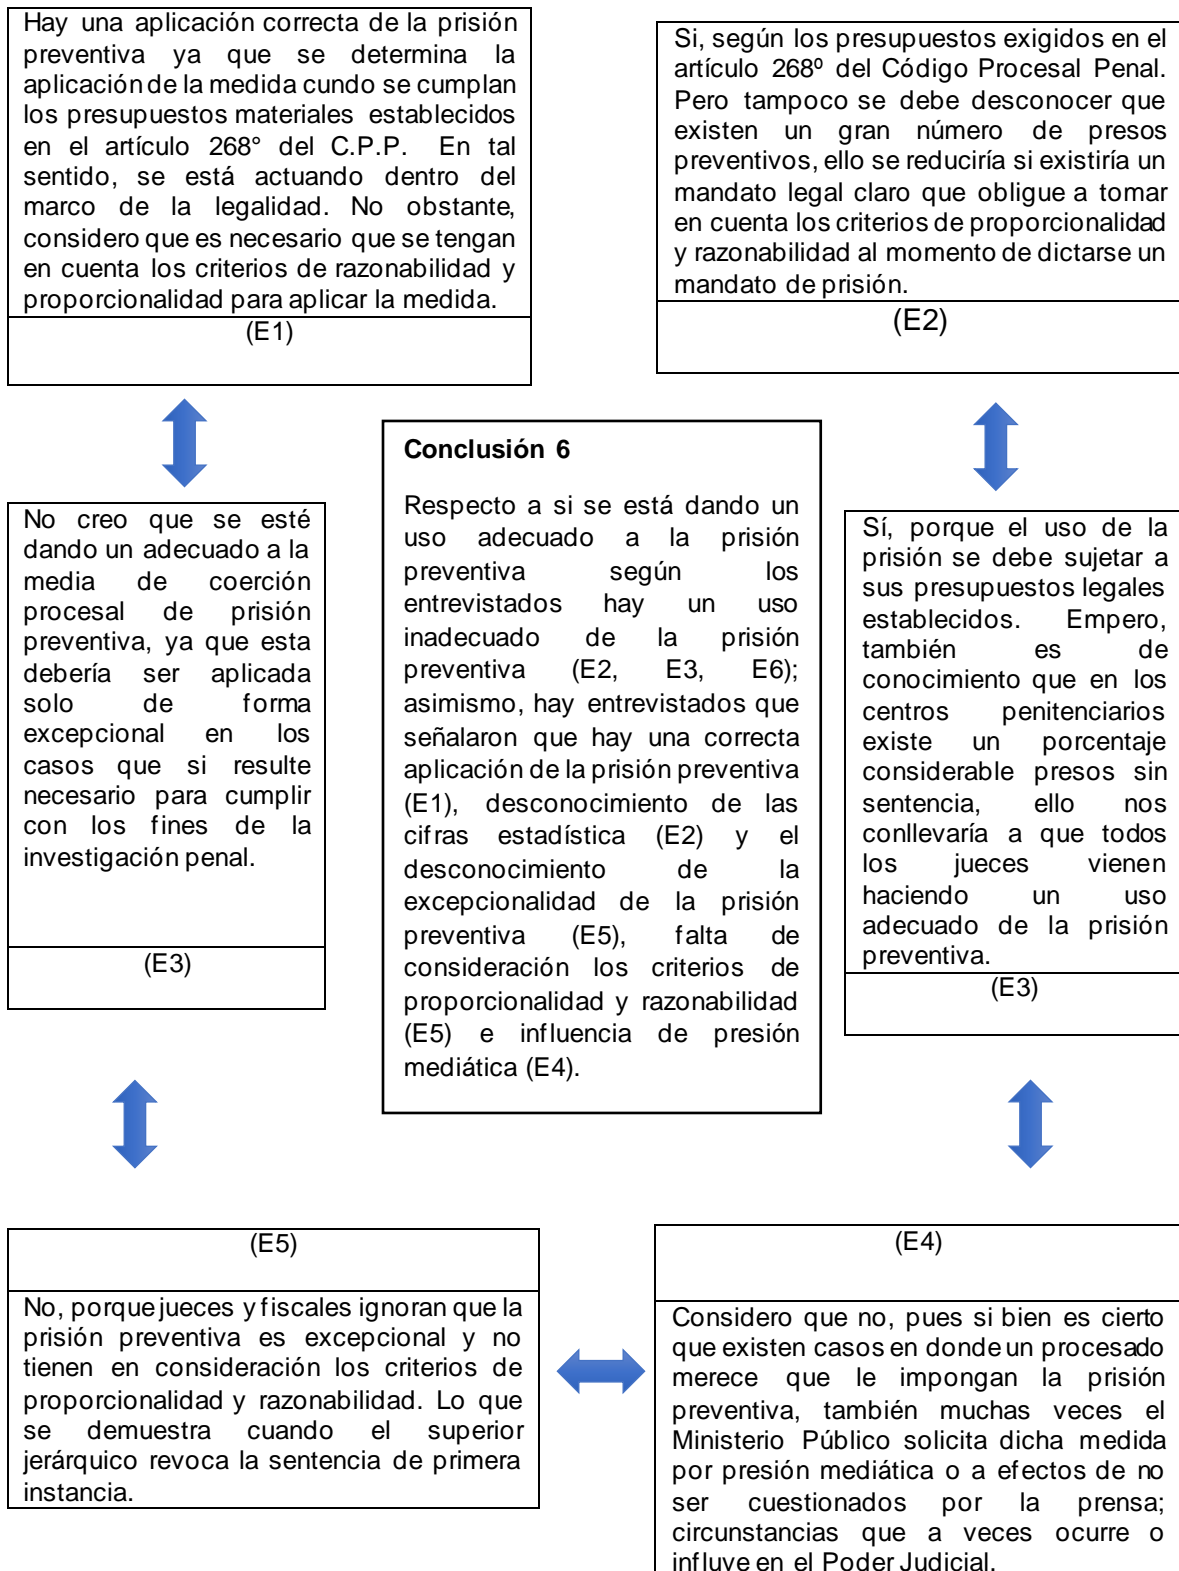 Hay una aplicación correcta de la prisión
preventiva ya que se determina la
aplicación de la medida cundo se cumplan
los presupuestos materiales establecidos
en el artículo 268° del C.P.P. En tal
sentido, se está actuando dentro del
marco de la legalidad. No obstante,
considero que es necesario que se tengan
en cuenta los criterios de razonabilidad y
proporcionalidad para aplicar la medida.
(E1)
Si, según los presupuestos exigidos en el
artículo 268º del Código Procesal Penal.
Pero tampoco se debe desconocer que
existen un gran número de presos
preventivos, ello se reduciría si existiría un
mandato legal claro que obligue a tomar
en cuenta los criterios de proporcionalidad
y razonabilidad al momento de dictarse un
mandato de prisión.
(E2)
No creo que se esté
dando un adecuado a la
media de coerción
procesal de prisión
preventiva, ya que esta
debería ser aplicada
solo de forma
excepcional en los
casos que si resulte
necesario para cumplir
con los fines de la
investigación penal.
(E3)
Conclusión 6
Respecto a si se está dando un
uso adecuado a la prisión
preventiva según los
entrevistados hay un uso
inadecuado de la prisión
preventiva (E2, E3, E6);
asimismo, hay entrevistados que
señalaron que hay una correcta
aplicación de la prisión preventiva
(E1), desconocimiento de las
cifras estadística (E2) y el
desconocimiento de la
excepcionalidad de la prisión
preventiva (E5), falta de
consideración los criterios de
proporcionalidad y razonabilidad
(E5) e influencia de presión
mediática (E4).
Sí, porque el uso de la
prisión se debe sujetar a
sus presupuestos legales
establecidos. Empero,
también es de
conocimiento que en los
centros penitenciarios
existe un porcentaje
considerable presos sin
sentencia, ello nos
conllevaría a que todos
los jueces vienen
haciendo un uso
adecuado de la prisión
preventiva.
(E3)
(E5)
No, porque jueces y fiscales ignoran que la
prisión preventiva es excepcional y no
tienen en consideración los criterios de
proporcionalidad y razonabilidad. Lo que
se demuestra cuando el superior
jerárquico revoca la sentencia de primera
instancia.
(E4)
Considero que no, pues si bien es cierto
que existen casos en donde un procesado
merece que le impongan la prisión
preventiva, también muchas veces el
Ministerio Público solicita dicha medida
por presión mediática o a efectos de no
ser cuestionados por la prensa;
circunstancias que a veces ocurre o
influye en el Poder Judicial.